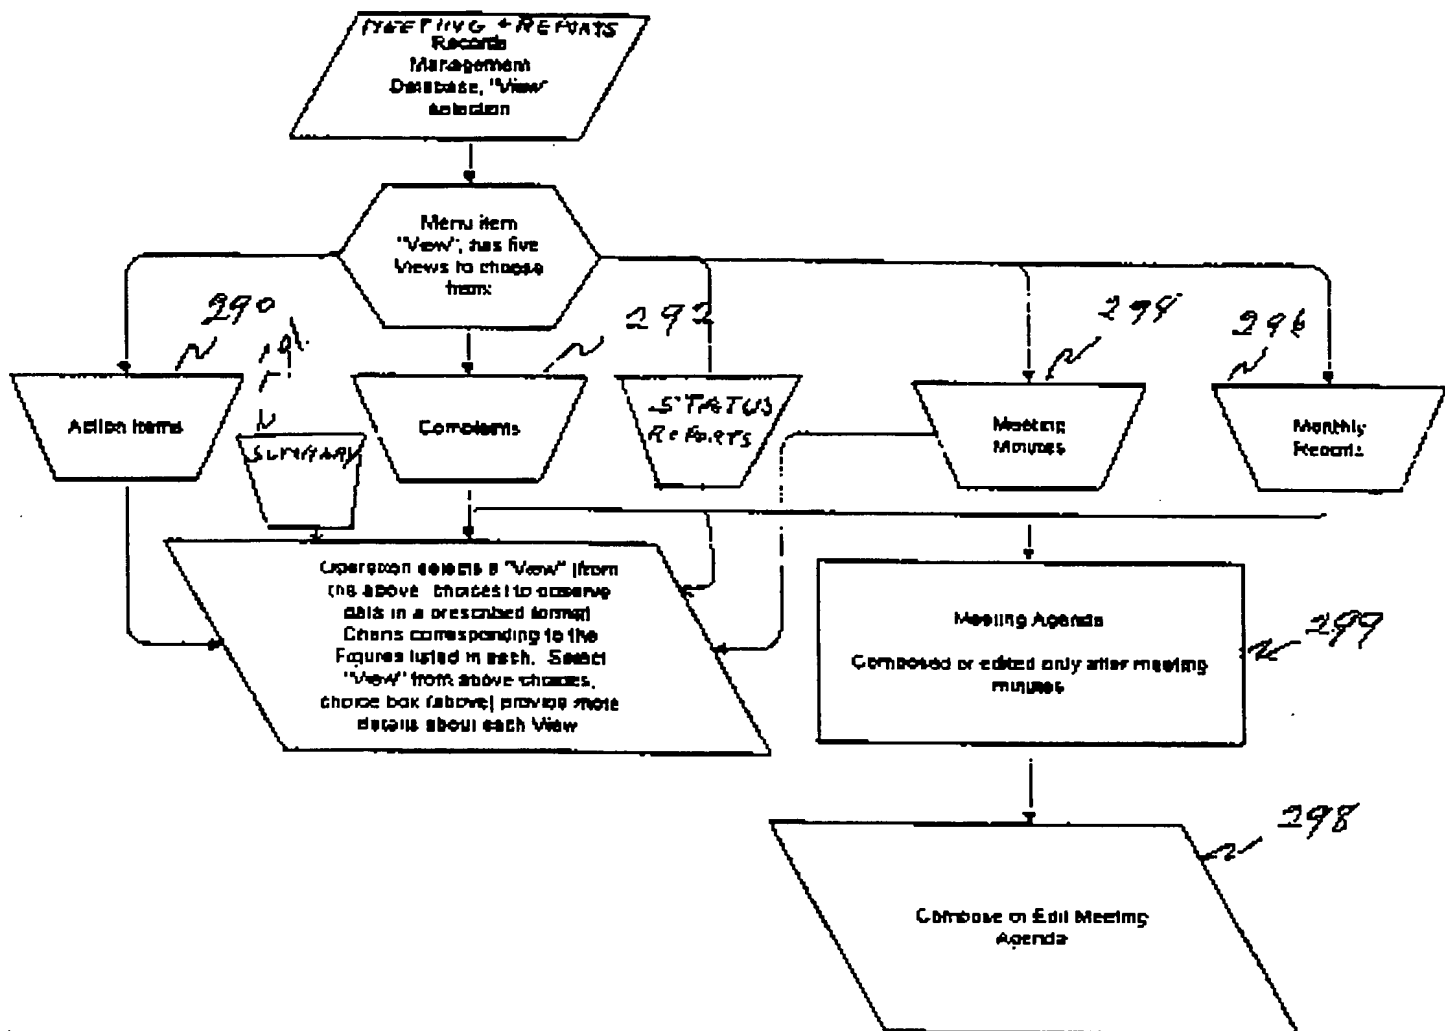 MEETING + REPORTS
Records
Management
Database, "View"
selection
Menu item
"View", has five
Views to choose
from:
290
292
294
296
Action Items
SUMMARY
Complaints
STATUS
REPORTS
Meeting
Minutes
Monthly
Reports
Operation selects a "View" (from
the above choices) to observe
data in a prescribed format
Charts corresponding to the
Figures listed in each. Select
"View" from above choices,
choice box (above) provide more
details about each View
Meeting Agenda
Composed or edited only after meeting
minutes
299
298
Compose or Edit Meeting
Agenda